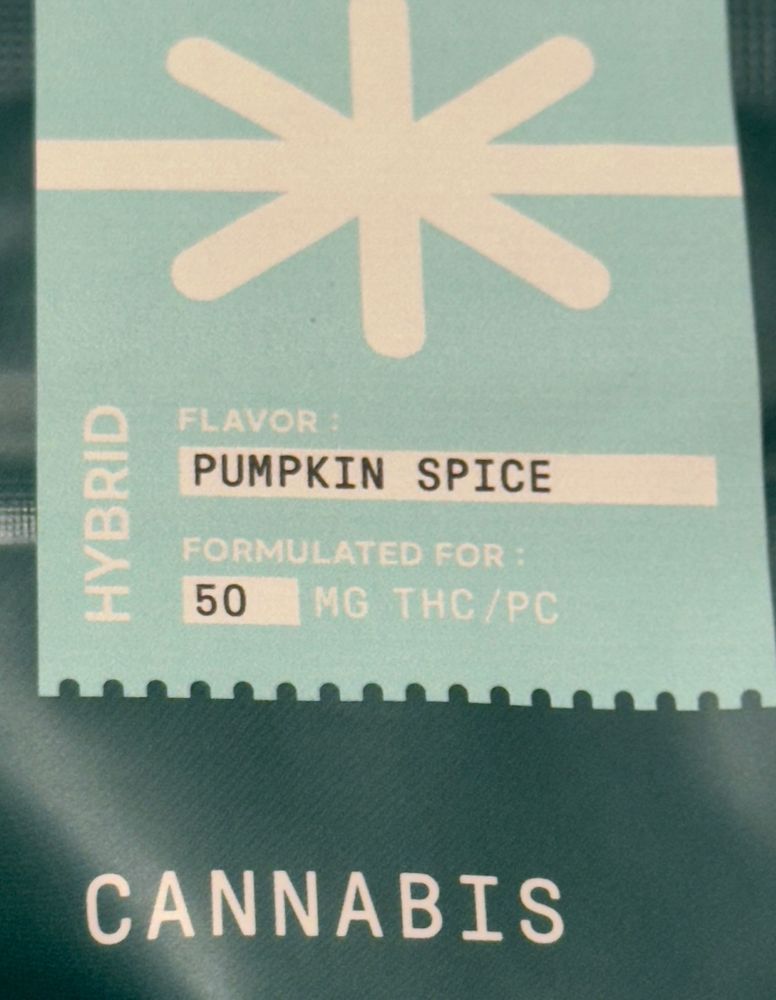 HYBRID
FLAVOR :
PUMPKIN SPICE
FORMULATED FOR :
50 MG THC/PC
CANNABIS